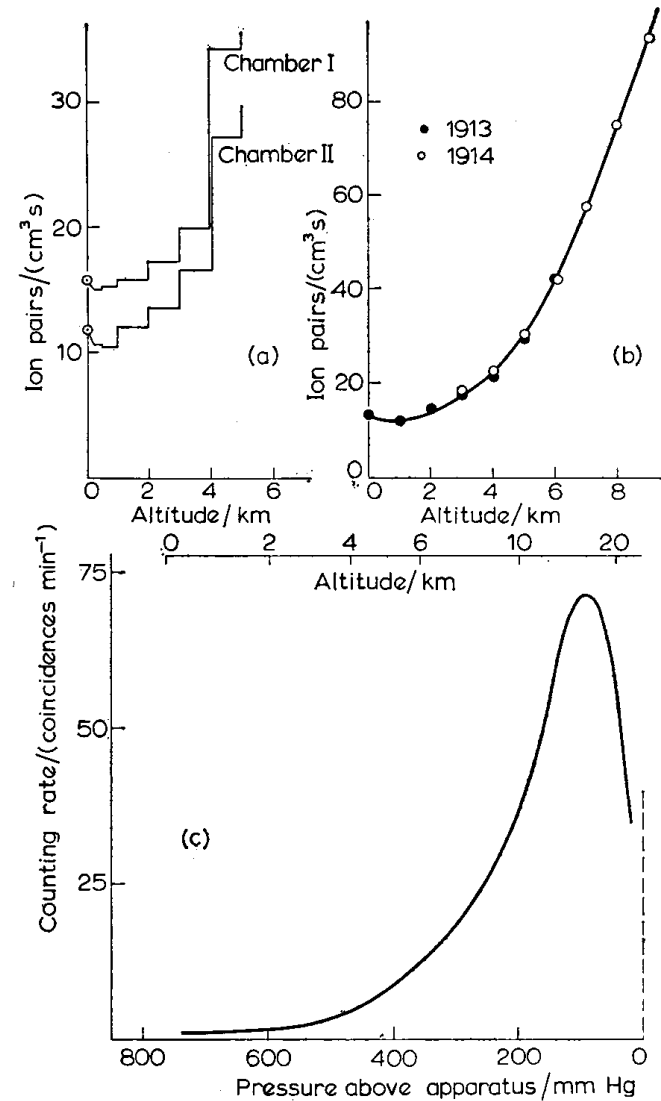 30
20
10
Ion pairs/(cm³s)
Chamber I
Chamber II
(a)
0 2 4 6
Altitude/km
80
60
40
20
0
Ion pairs/(cm³s)
1913
1914
(b)
0 2 4 6 8
Altitude/km
0 2 4 6 10 20
Altitude/km
75
50
25
Counting rate/(coincidences min⁻¹)
(c)
800 600 400 200 0
Pressure above apparatus/mm Hg